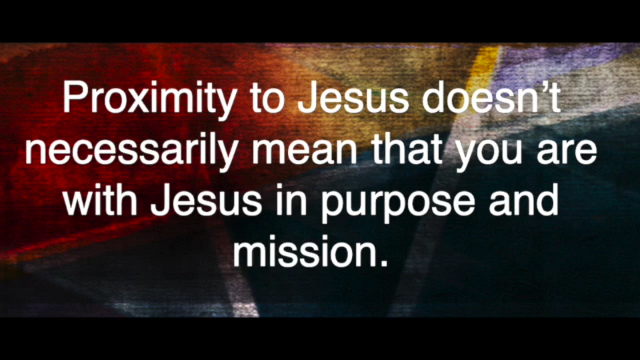 Proximity to Jesus doesn’t
necessarily mean that you are
with Jesus in purpose and
mission.